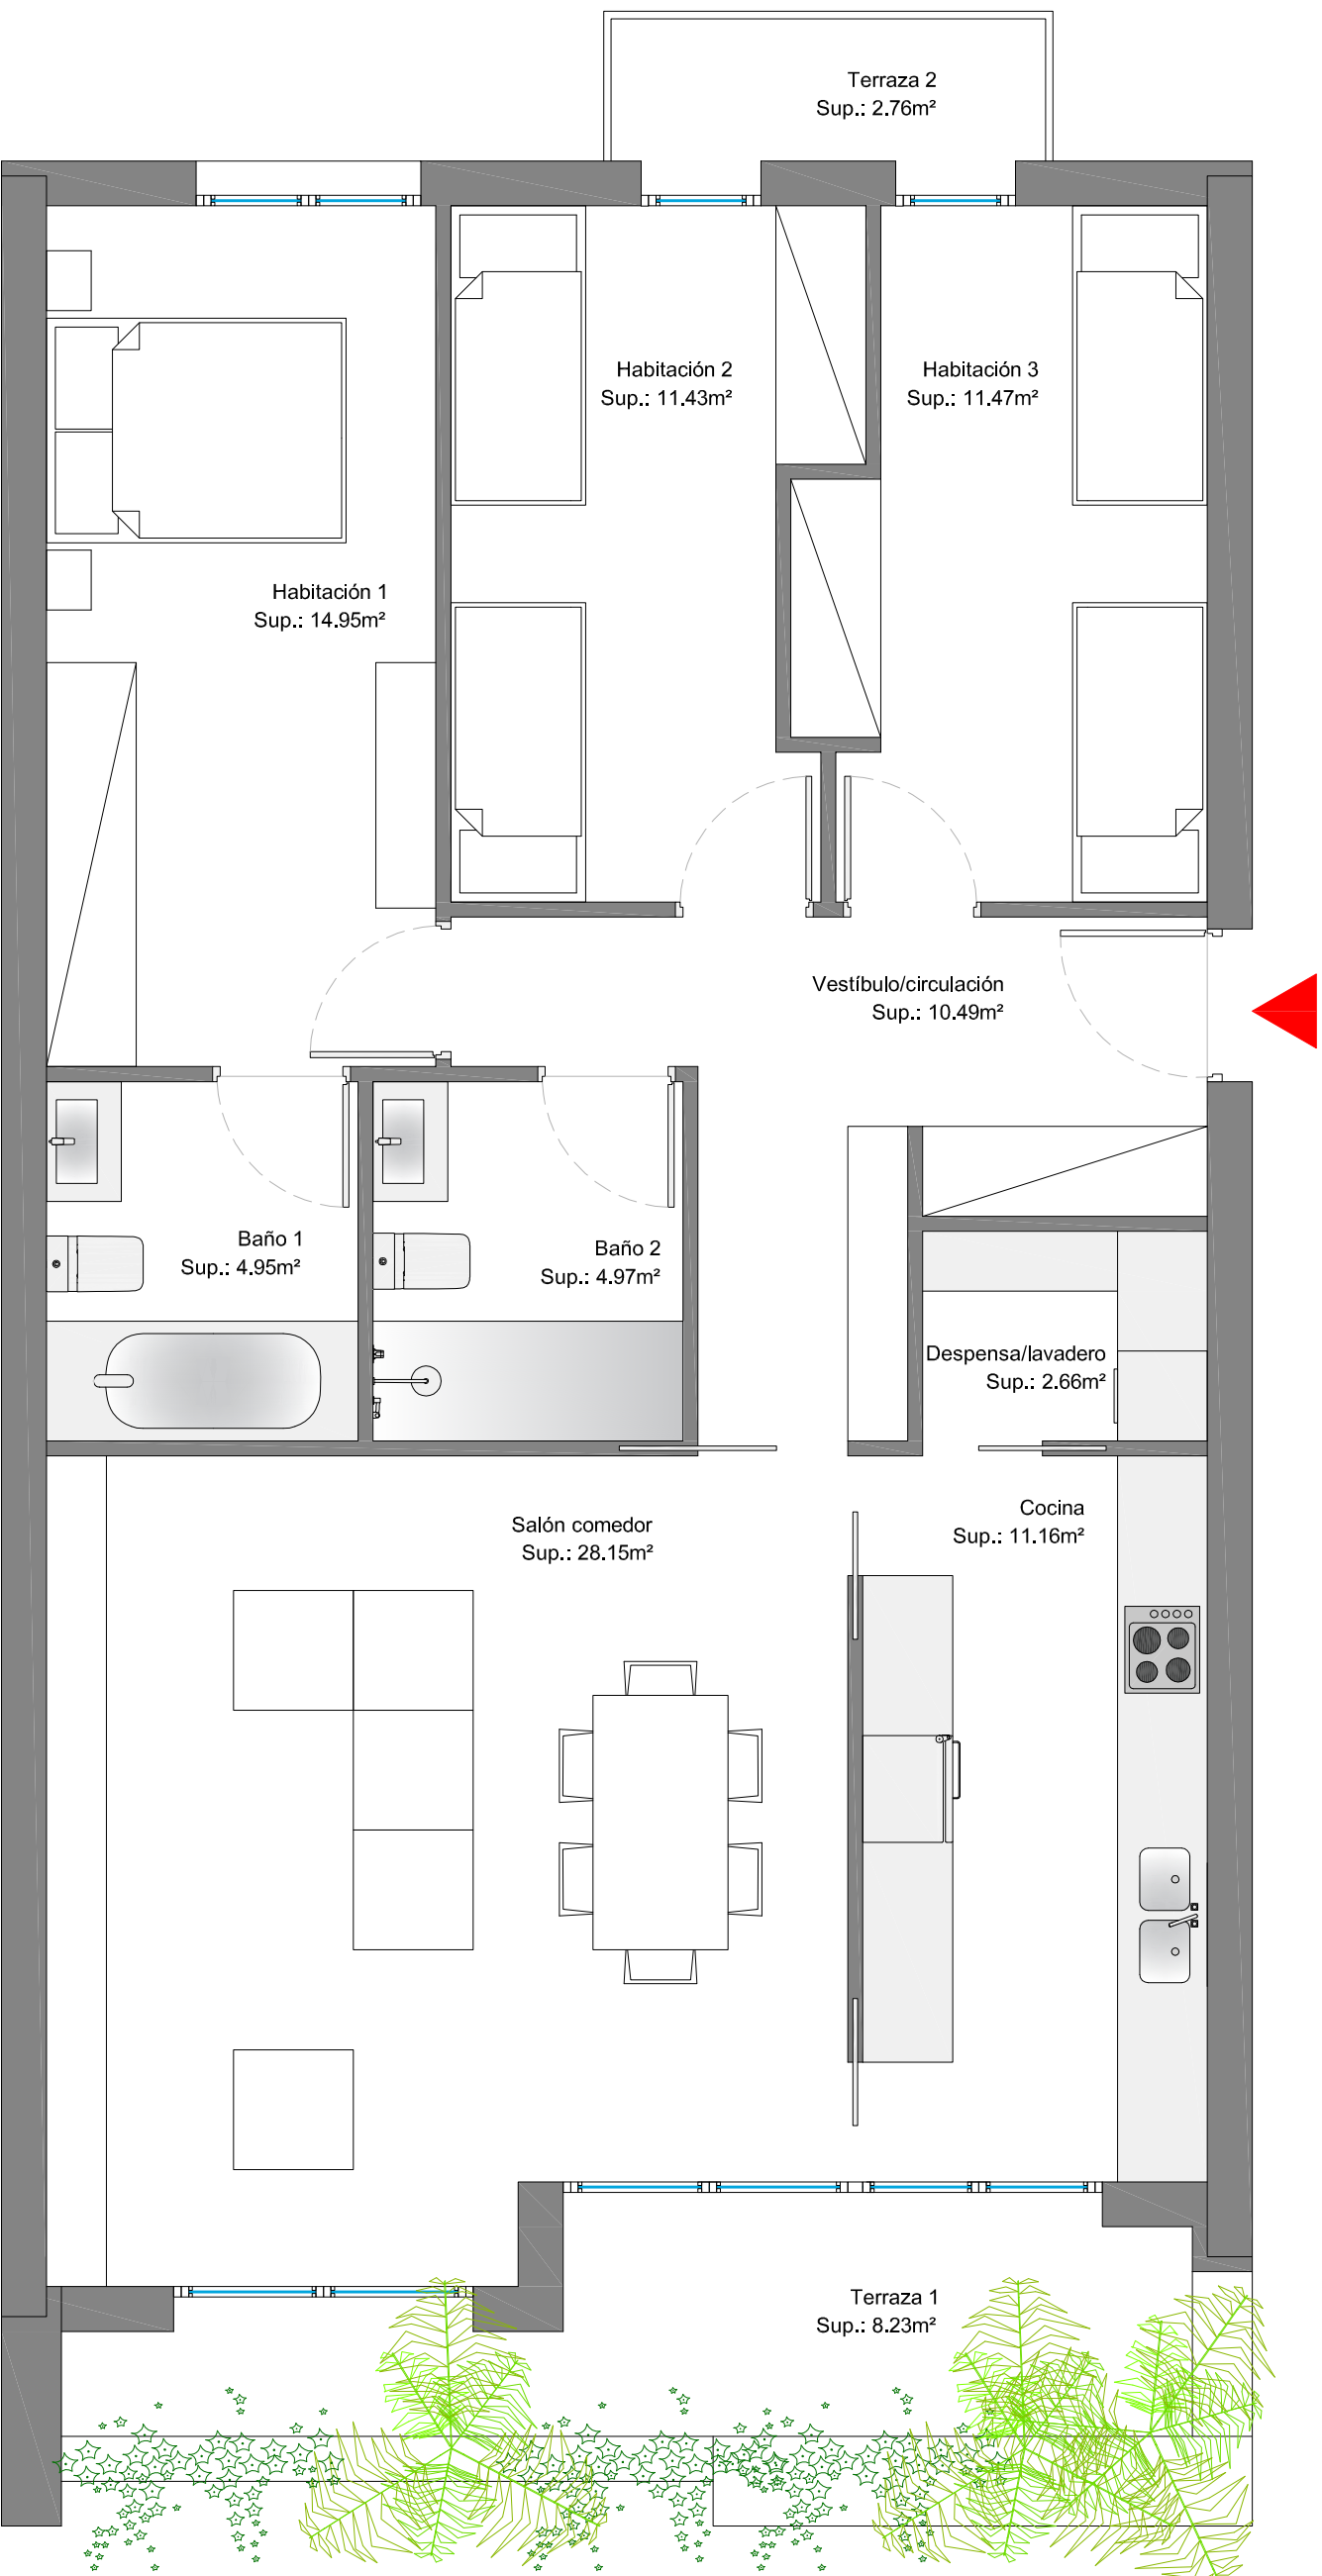 Terraza 2
Sup.: 2.76m²
Habitación 2
Sup.: 11.43m²
Habitación 3
Sup.: 11.47m²
Habitación 1
Sup.: 14.95m²
Vestíbulo/circulación
Sup.: 10.49m²
Baño 1
Sup.: 4.95m²
Baño 2
Sup.: 4.97m²
Despensa/lavadero
Sup.: 2.66m²
Salón comedor
Sup.: 28.15m²
Cocina
Sup.: 11.16m²
Terraza 1
Sup.: 8.23m²